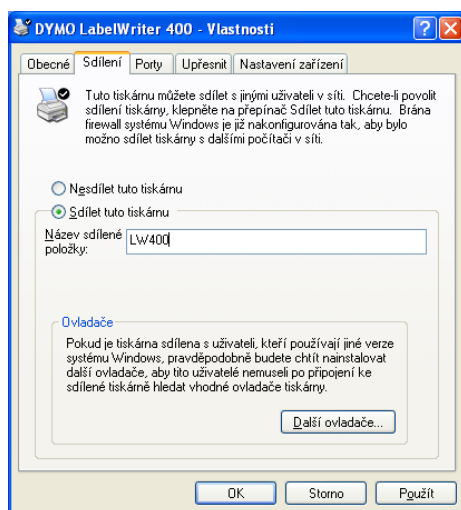 DYMO LabelWriter 400 - Vlastnosti
Obecné Sdílení Porty Upřesnit Nastavení zařízení
Tuto tiskárnu můžete sdílet s jinými uživateli v síti. Chcete-li povolit
sdílení tiskárny, klepněte na přepínač Sdílet tuto tiskárnu. Brána
firewall systému Windows je již nakonfigurována tak, aby bylo
možno sdílet tiskárny s dalšími počítači v síti.
Nesdílet tuto tiskárnu
Sdílet tuto tiskárnu
Název sdílené
položky:
LW400
Ovladače
Pokud je tiskárna sdílena s uživateli, kteří používají jiné verze
systému Windows, pravděpodobně budete chtít nainstalovat
další ovladače, aby tito uživatelé nemuseli po připojení ke
sdílené tiskárně hledat vhodné ovladače tiskárny.
Další ovladače...
OK Storno Použít